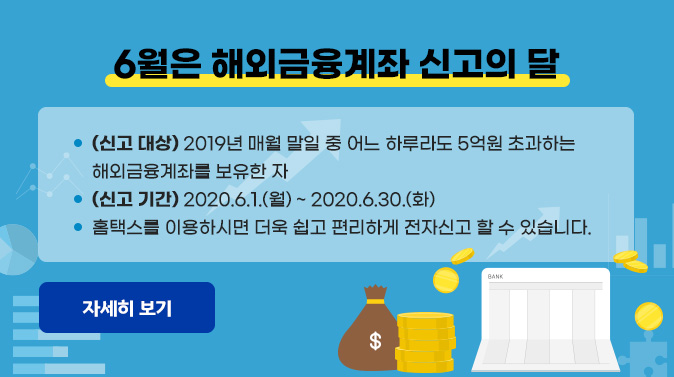 6월은 해외금융계좌 신고의 달
• (신고 대상) 2019년 매월 말일 중 어느 하루라도 5억원 초과하는
해외금융계좌를 보유한 자
• (신고 기간) 2020.6.1.(월) ~ 2020.6.30.(화)
• 홈택스를 이용하시면 더욱 쉽고 편리하게 전자신고 할 수 있습니다.
BANK
자세히 보기
$